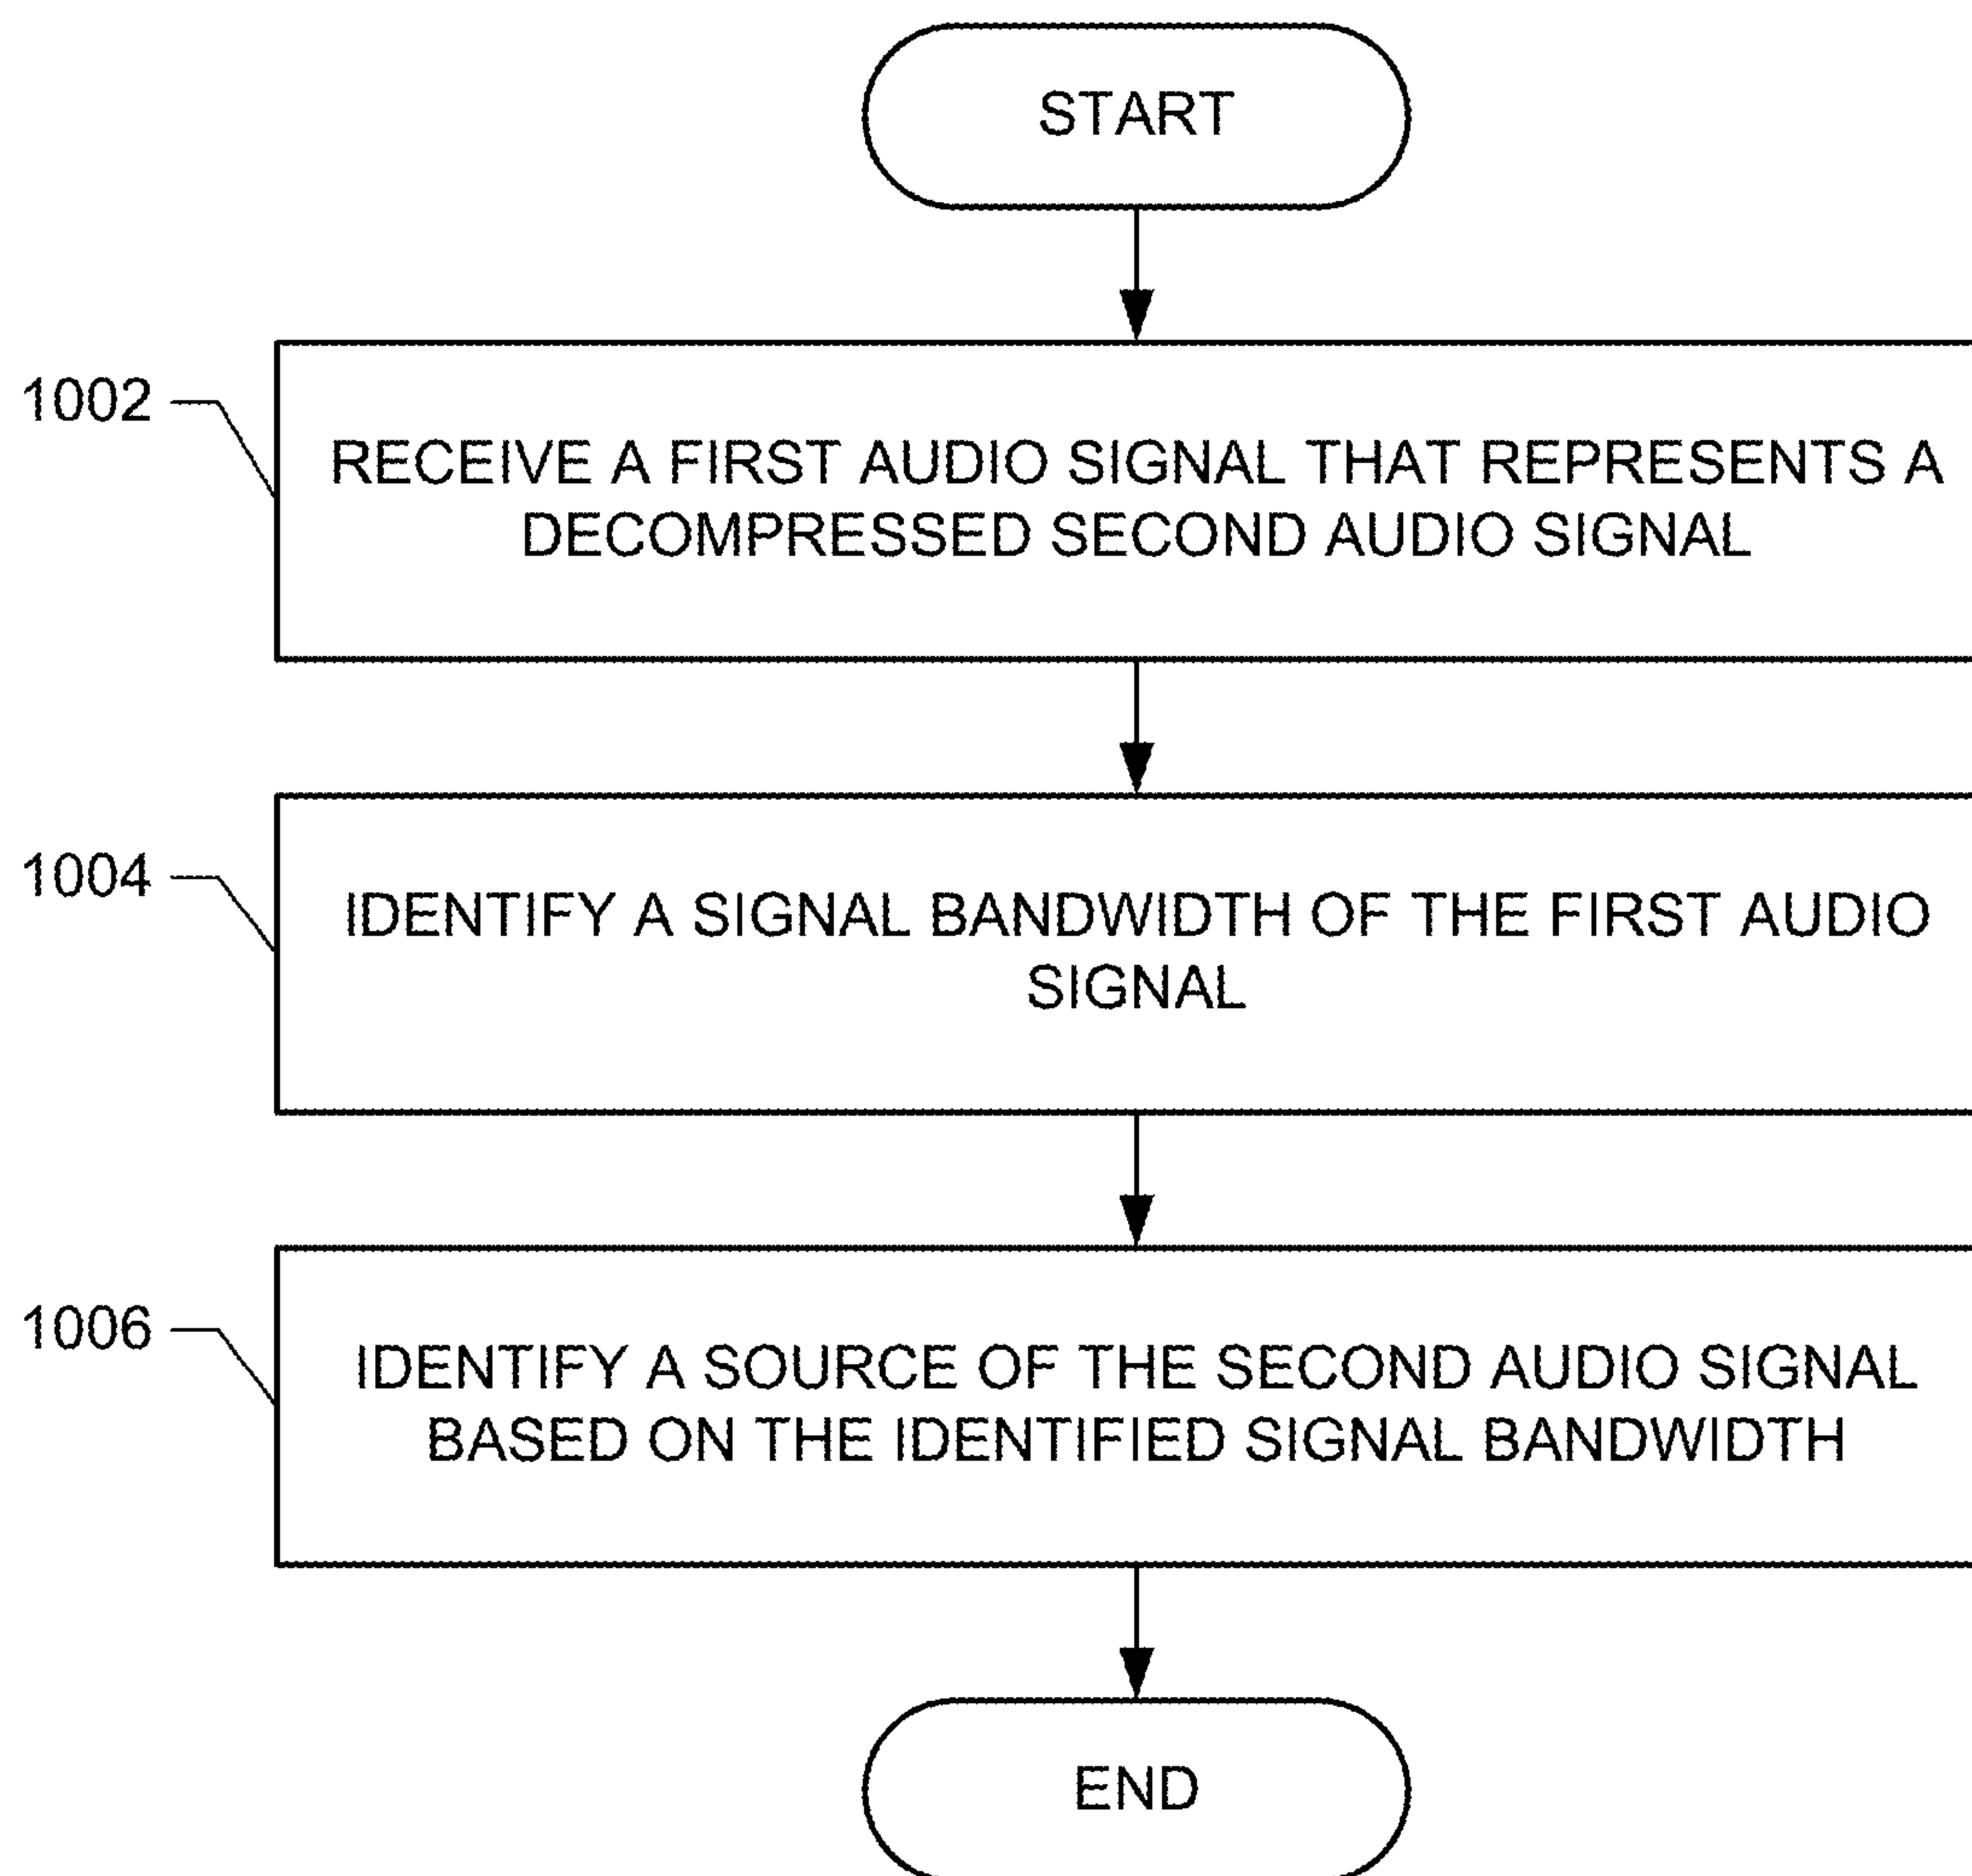 START
1002
RECEIVE A FIRST AUDIO SIGNAL THAT REPRESENTS A
DECOMPRESSED SECOND AUDIO SIGNAL
1004
IDENTIFY A SIGNAL BANDWIDTH OF THE FIRST AUDIO
SIGNAL
1006
IDENTIFY A SOURCE OF THE SECOND AUDIO SIGNAL
BASED ON THE IDENTIFIED SIGNAL BANDWIDTH
END